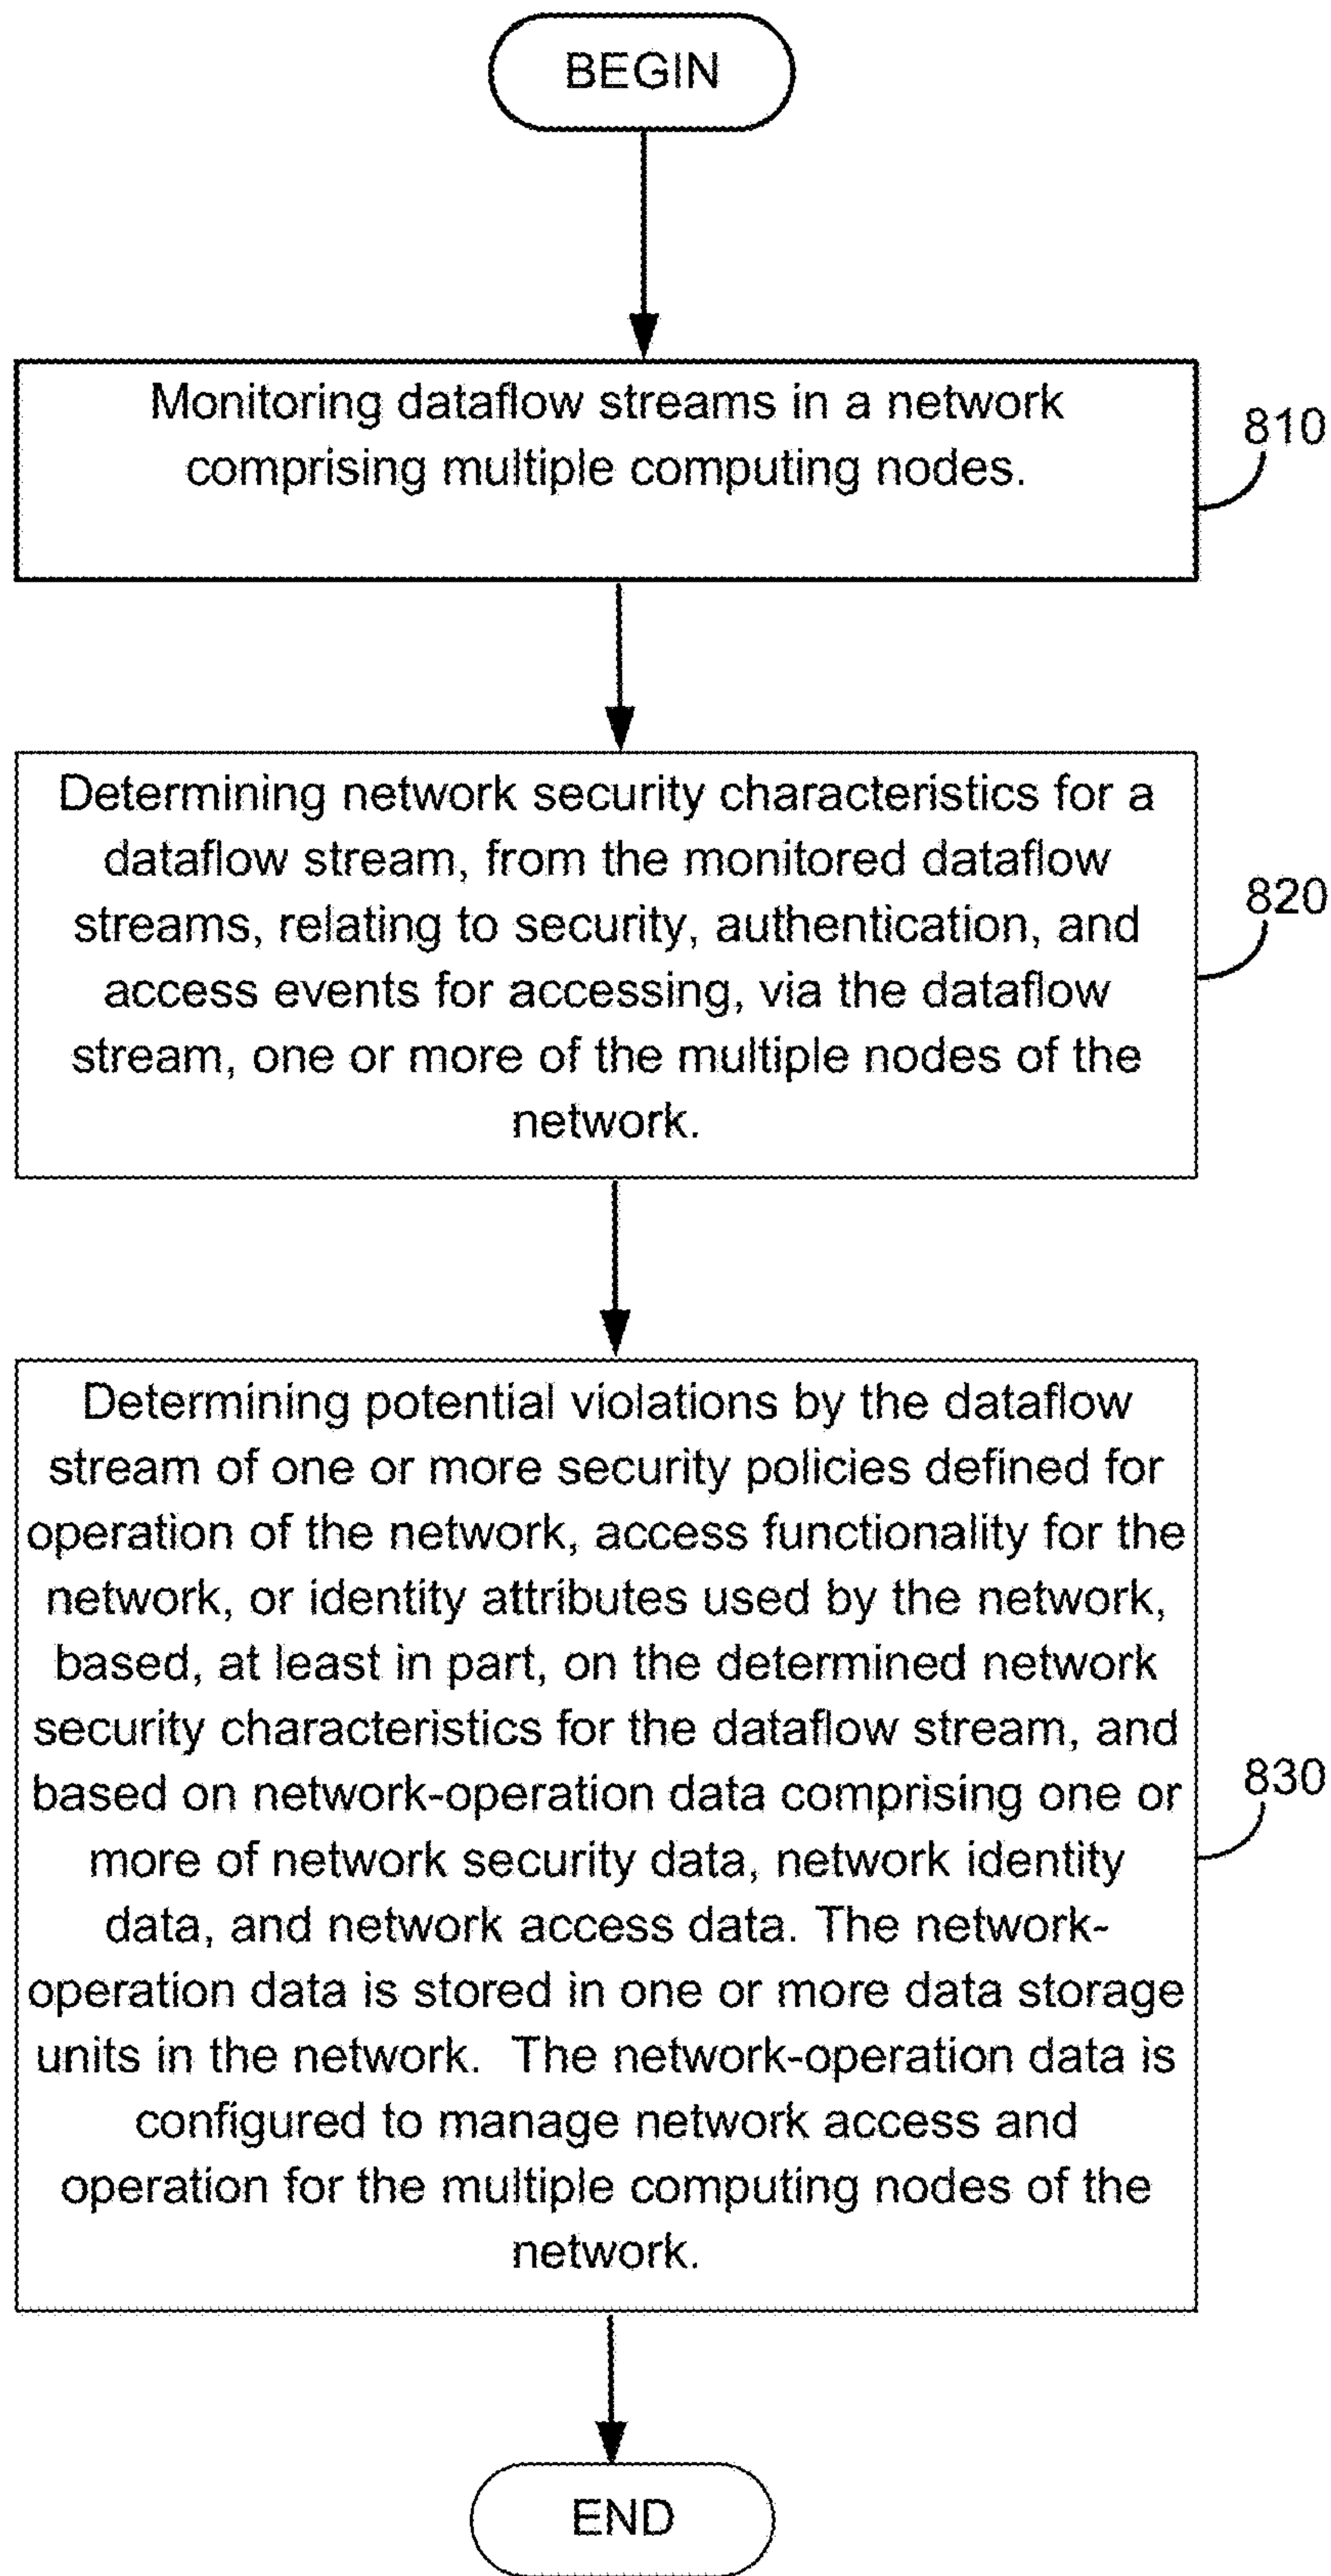 BEGIN
Monitoring dataflow streams in a network
comprising multiple computing nodes.
810
Determining network security characteristics for a
dataflow stream, from the monitored dataflow
streams, relating to security, authentication, and
access events for accessing, via the dataflow
stream, one or more of the multiple nodes of the
network.
820
Determining potential violations by the dataflow
stream of one or more security policies defined for
operation of the network, access functionality for the
network, or identity attributes used by the network,
based, at least in part, on the determined network
security characteristics for the dataflow stream, and
based on network-operation data comprising one or
more of network security data, network identity
data, and network access data. The network-
operation data is stored in one or more data storage
units in the network.  The network-operation data is
configured to manage network access and
operation for the multiple computing nodes of the
network.
830
END